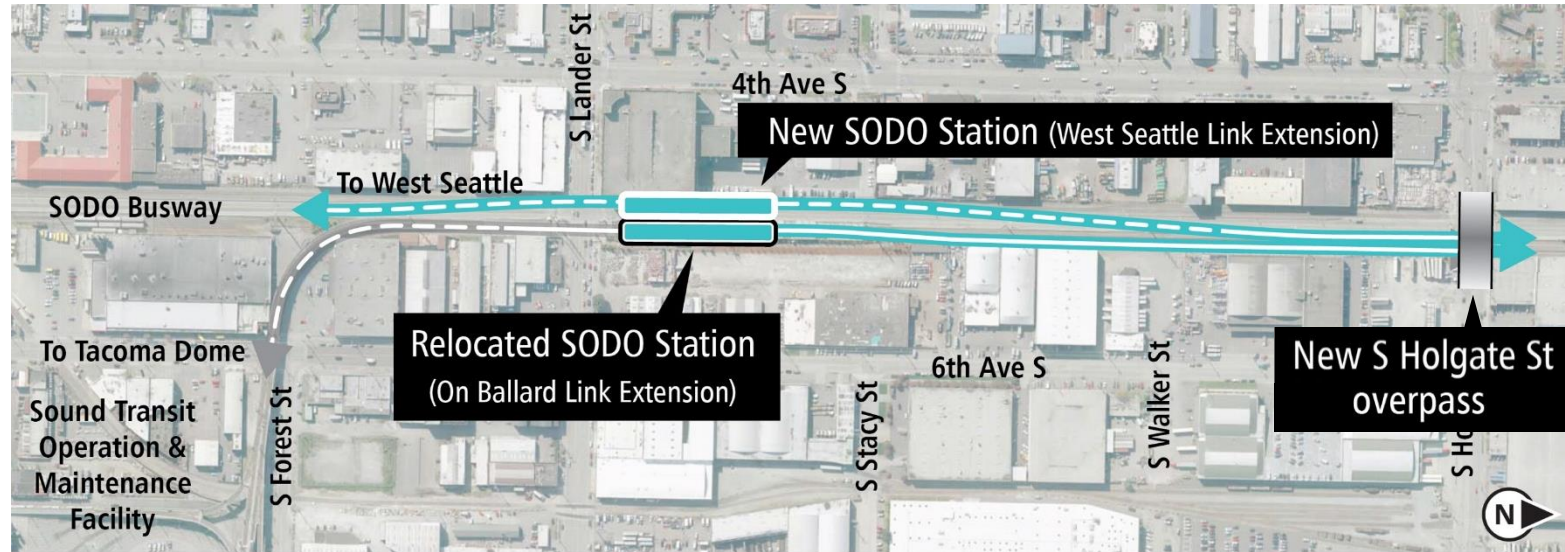 S Lander St
4th Ave S
New SODO Station (West Seattle Link Extension)
To West Seattle
SODO Busway
Relocated SODO Station
(On Ballard Link Extension)
6th Ave S
New S Holgate St
overpass
To Tacoma Dome
Sound Transit
Operation &
Maintenance
Facility
S Forest St
S Stacy St
S Walker St
S Ho
N